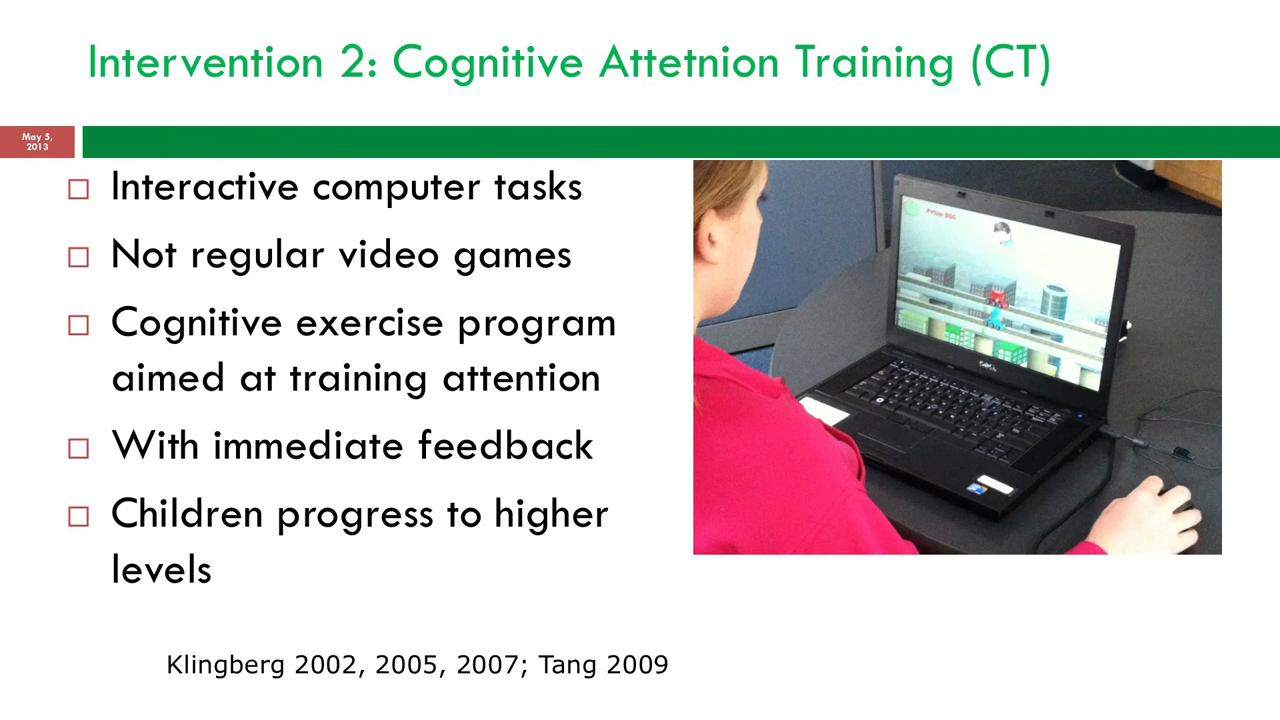 Intervention 2: Cognitive Attetnion Training (CT)
May 5,
2013
Interactive computer tasks
Not regular video games
Cognitive exercise program
aimed at training attention
With immediate feedback
Children progress to higher
levels
Klingberg 2002, 2005, 2007; Tang 2009